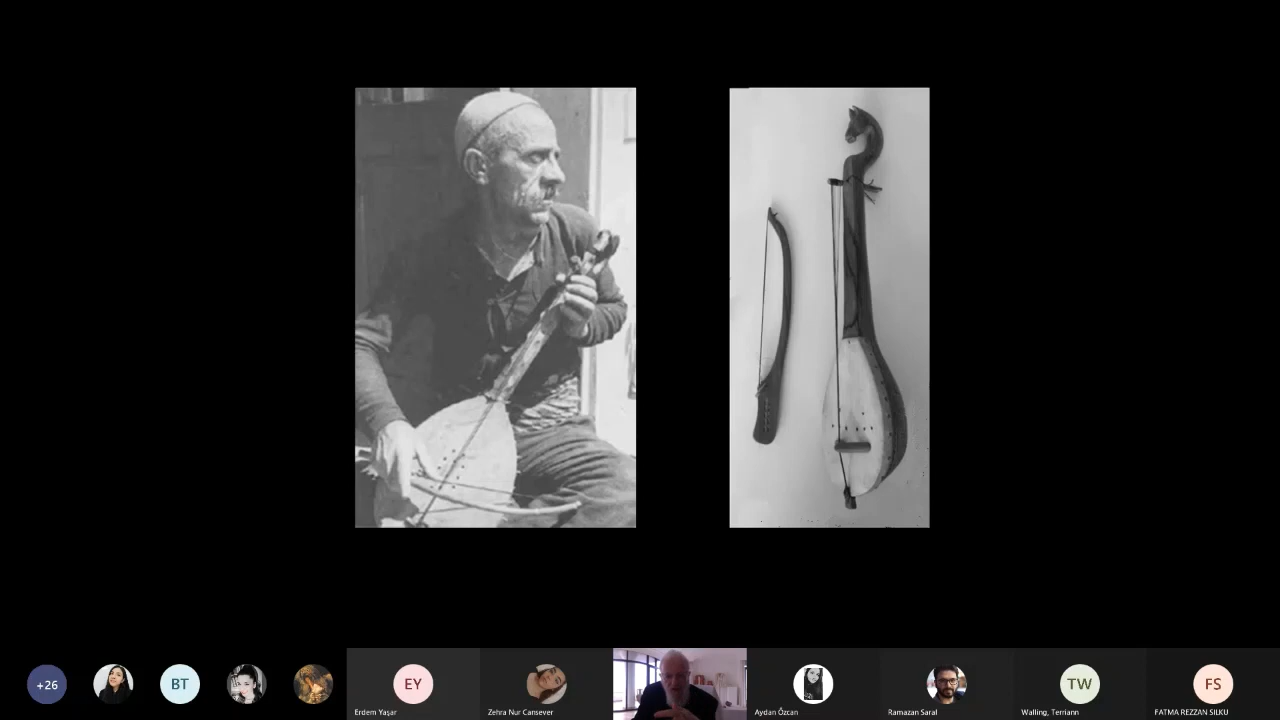 +26
BT
EY
Erdem Yaşar
Zehra Nur Cansever
Aydan Özcan
Ramazan Saral
TW
Walling, Terriann
FS
FATMA REZZAN SILKU